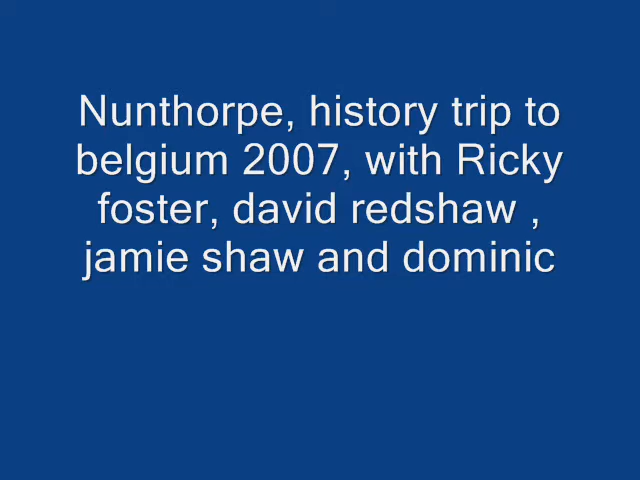 Nunthorpe, history trip to
belgium 2007, with Ricky
foster, david redshaw ,
jamie shaw and dominic